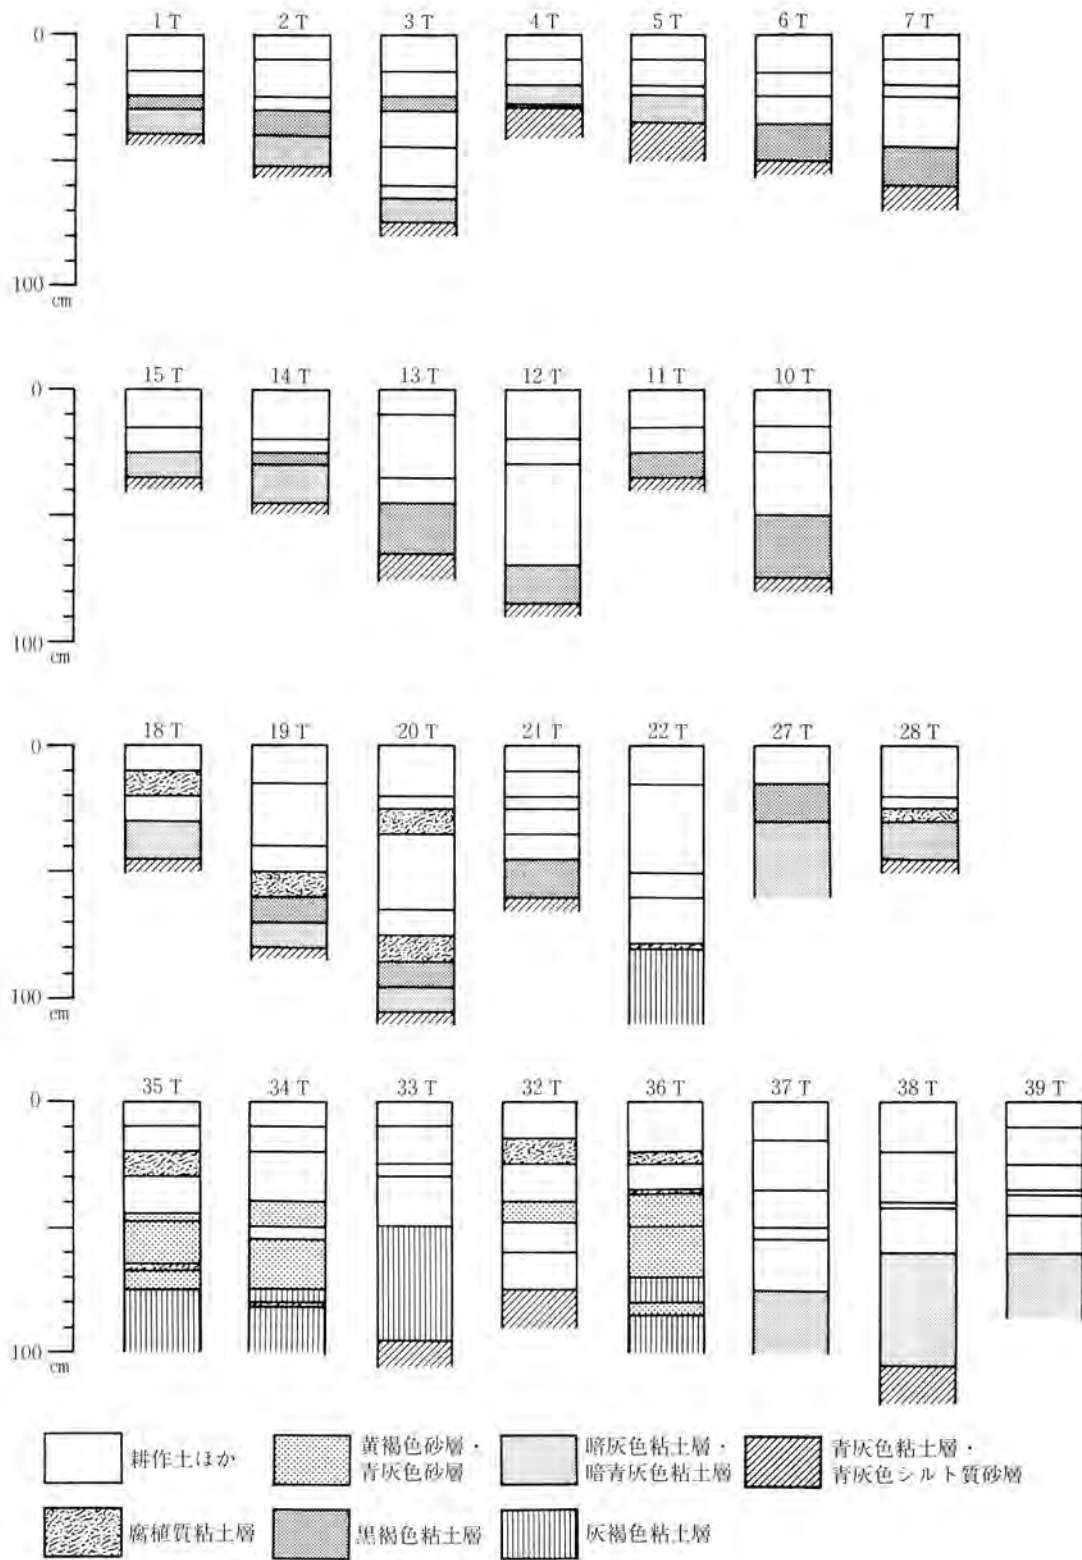 1 T 2 T 3 T 4 T 5 T 6 T 7 T
0
100
cm
15 T 14 T 13 T 12 T 11 T 10 T
0
100
cm
18 T 19 T 20 T 21 T 22 T 27 T 28 T
0
100
cm
35 T 34 T 33 T 32 T 36 T 37 T 38 T 39 T
0
100
cm
耕作土ほか
黄褐色砂層・
青灰色砂層
暗灰色粘土層・
暗青灰色粘土層
青灰色粘土層・
青灰色シルト質砂層
腐植質粘土層
黒褐色粘土層
灰褐色粘土層